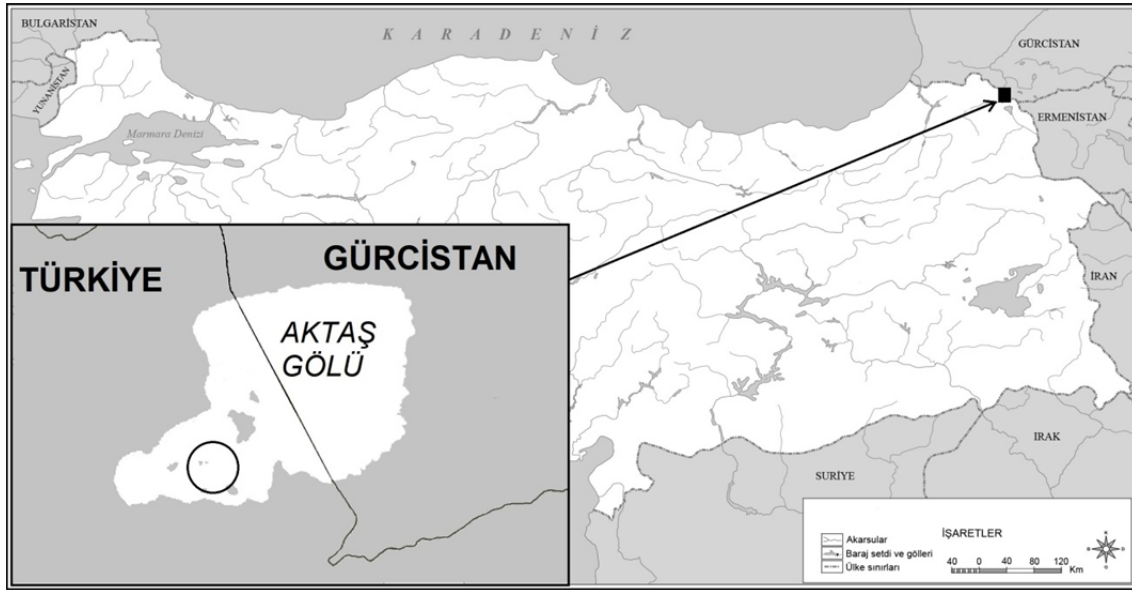 BULGARİSTAN
YUNANİSTAN
K A R A D E N İ Z
GÜRCİSTAN
ERMENİSTAN
Marmara Denizi
TÜRKİYE
GÜRCİSTAN
AKTAŞ
GÖLÜ
İRAN
IRAK
SURİYE
İŞARETLER
Akarsular
Baraj setdi ve gölleri
Ülke sınırları
40 0 40 80 120
Km